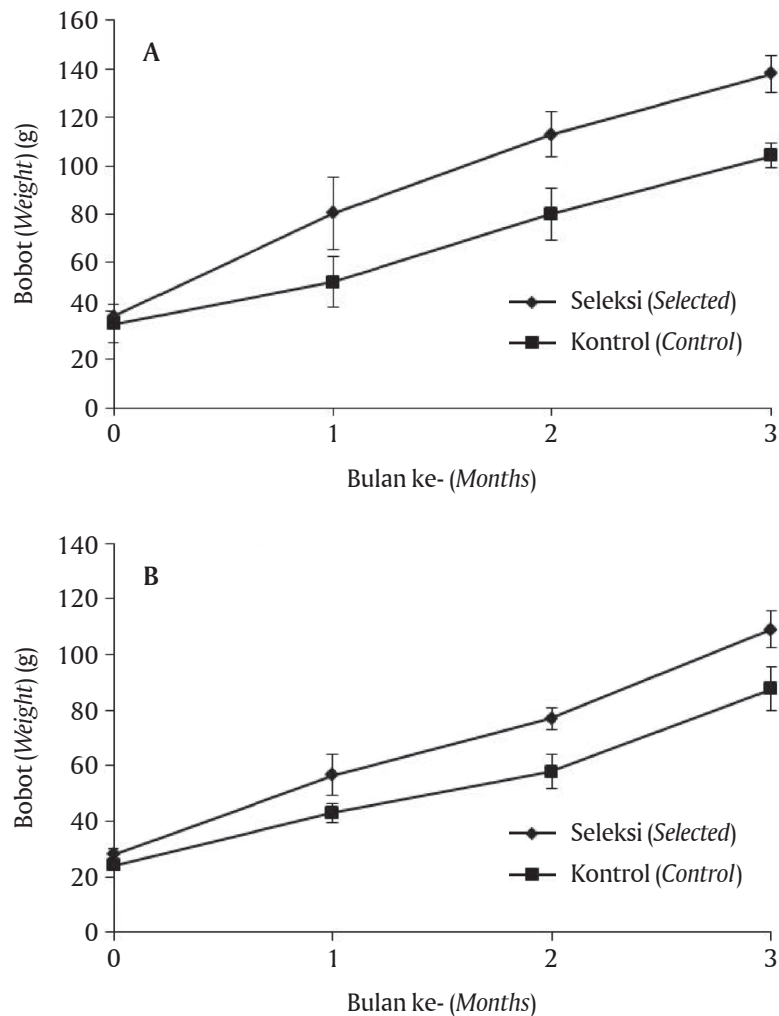 A
Bobot (Weight) (g)
160
140
120
100
80
60
40
20
0
Seleksi (Selected)
Kontrol (Control)
0 1 2 3
Bulan ke- (Months)
B
Bobot (Weight) (g)
140
120
100
80
60
40
20
0
Seleksi (Selected)
Kontrol (Control)
0 1 2 3
Bulan ke- (Months)